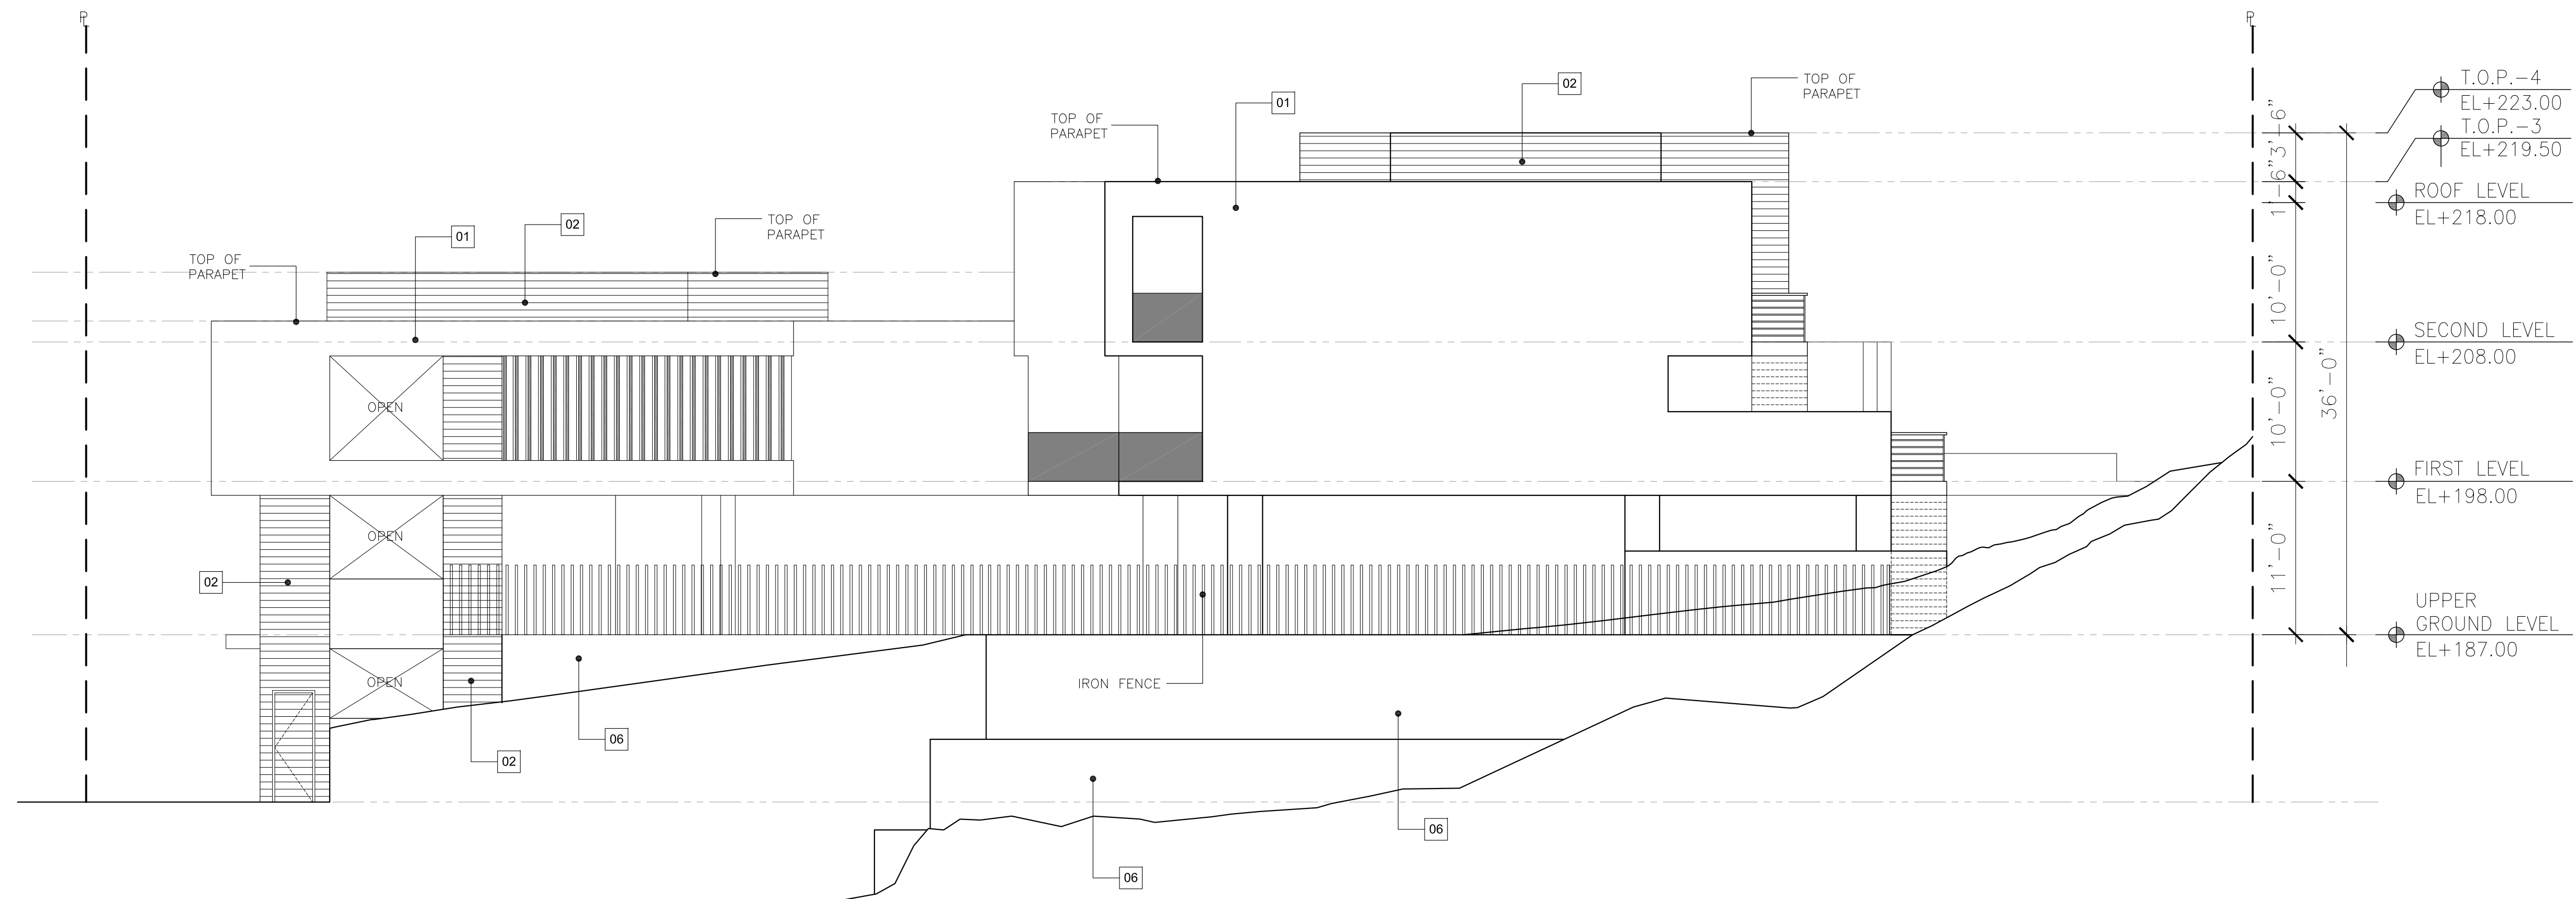 PL
PL
T.O.P.-4
EL+223.00
T.O.P.-3
EL+219.50
ROOF LEVEL
EL+218.00
SECOND LEVEL
EL+208.00
FIRST LEVEL
EL+198.00
UPPER
GROUND LEVEL
EL+187.00
3'-6"
1'-6"
10'-0"
10'-0"
11'-0"
36'-0"
02
TOP OF
PARAPET
01
TOP OF
PARAPET
02
TOP OF
PARAPET
01
TOP OF
PARAPET
OPEN
OPEN
02
OPEN
IRON FENCE
06
02
06
06